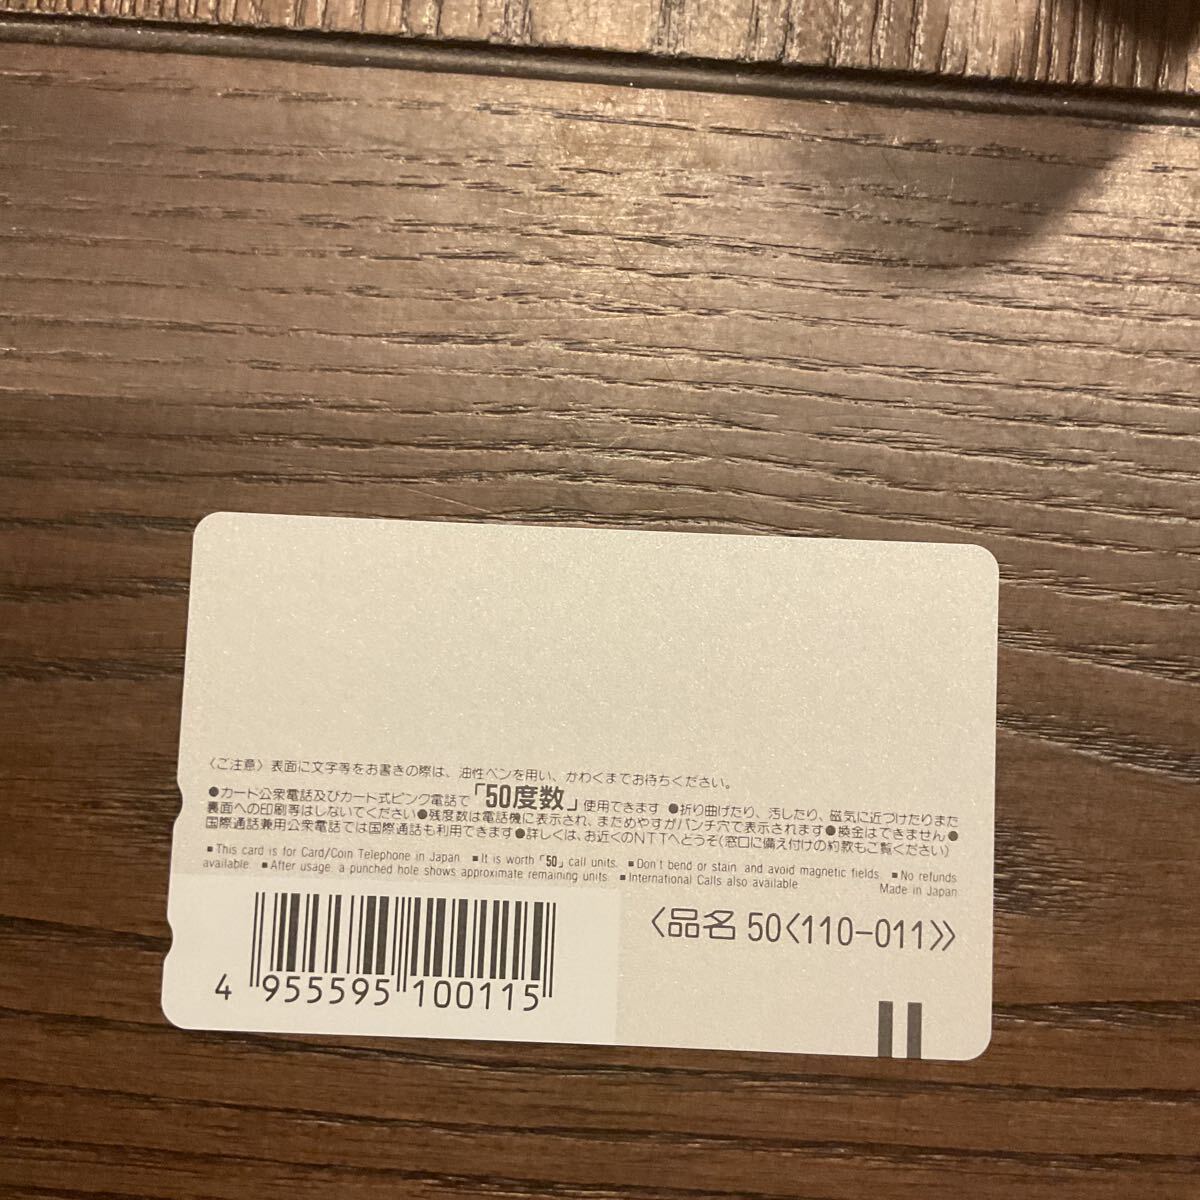 〈ご注意〉表面に文字等をお書きの際は、油性ペンを用い、かわくまでお待ちください。
●カード公衆電話及びカード式ピンク電話で「50度数」使用できます ●折り曲げたり、汚したり、磁気に近づけたりまた
裏面への印刷等はしないでください●残度数は電話機に表示され、まためやすがパンチ穴で表示されます●換金はできません●
国際通話兼用公衆電話では国際通話も利用できます●詳しくは、お近くのNTTへどうぞ(窓口に備え付けの約款もご覧ください)
■This card is for Card/Coin Telephone in Japan ■It is worth「50」call units. ■Don't bend or stain and avoid magnetic fields. ■No refunds
available. ■After usage, a punched hole shows approximate remaining units. ■International Calls also available
Made in Japan
〈品名 50〈110-011〉〉
4 955595 100115